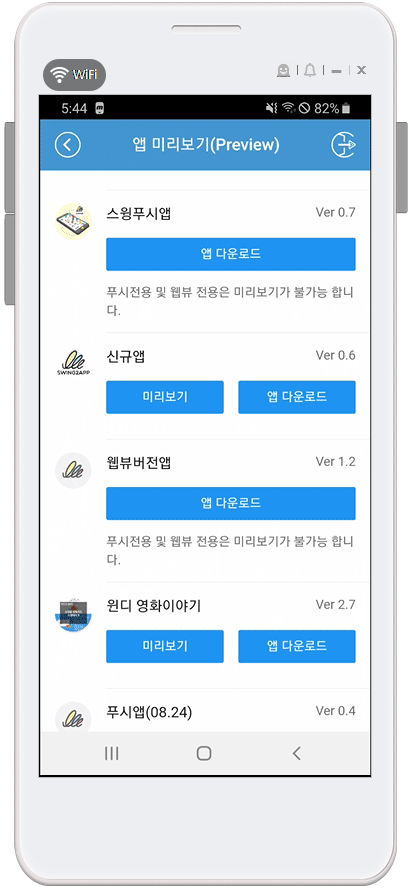 WiFi
5:44
82%
앱 미리보기(Preview)
스윙푸시앱
Ver 0.7
앱 다운로드
푸시전용 및 웹뷰 전용은 미리보기가 불가능 합니
다.
SWING2APP
신규앱
Ver 0.6
미리보기
앱 다운로드
웹뷰버전앱
Ver 1.2
앱 다운로드
푸시전용 및 웹뷰 전용은 미리보기가 불가능 합니
다.
윈디 영화이야기
Ver 2.7
미리보기
앱 다운로드
푸시앱(08.24)
Ver 0.4